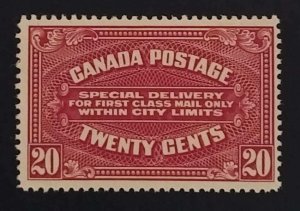 CANADA POSTAGE
SPECIAL DELIVERY
FOR FIRST CLASS MAIL ONLY
WITHIN CITY LIMITS
TWENTY CENTS
20 20